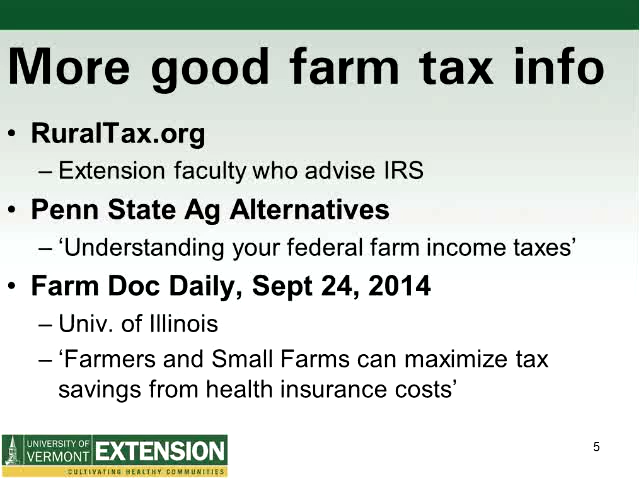 More good farm tax info
• RuralTax.org
– Extension faculty who advise IRS
• Penn State Ag Alternatives
– ‘Understanding your federal farm income taxes’
• Farm Doc Daily, Sept 24, 2014
– Univ. of Illinois
– ‘Farmers and Small Farms can maximize tax
savings from health insurance costs’
UNIVERSITY OF
VERMONT EXTENSION
CULTIVATING HEALTHY COMMUNITIES
5